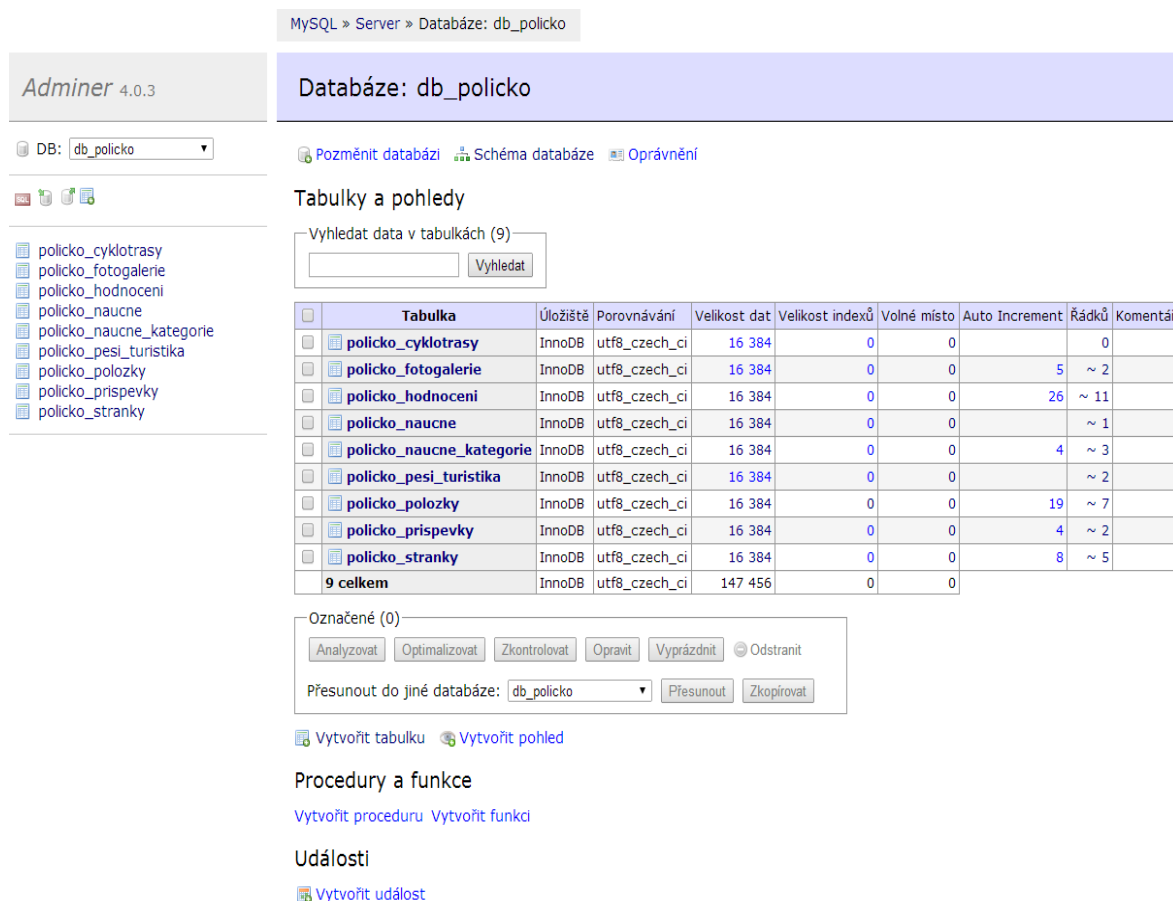 MySQL » Server » Databáze: db_policko
Adminer 4.0.3
Databáze: db_policko
DB: db_policko
Pozměnit databázi Schéma databáze Oprávnění
SQL
policko_cyklotrasy
policko_fotogalerie
policko_hodnoceni
policko_naucne
policko_naucne_kategorie
policko_pesi_turistika
policko_polozky
policko_prispevky
policko_stranky
Tabulky a pohledy
Vyhledat data v tabulkách (9)
Vyhledat
Tabulka Úložiště Porovnávání Velikost dat Velikost indexů Volné místo Auto Increment Řádků Komentář
policko_cyklotrasy InnoDB utf8_czech_ci 16 384 0 0 0
policko_fotogalerie InnoDB utf8_czech_ci 16 384 0 0 5 ~ 2
policko_hodnoceni InnoDB utf8_czech_ci 16 384 0 0 26 ~ 11
policko_naucne InnoDB utf8_czech_ci 16 384 0 0 ~ 1
policko_naucne_kategorie InnoDB utf8_czech_ci 16 384 0 0 4 ~ 3
policko_pesi_turistika InnoDB utf8_czech_ci 16 384 0 0 ~ 2
policko_polozky InnoDB utf8_czech_ci 16 384 0 0 19 ~ 7
policko_prispevky InnoDB utf8_czech_ci 16 384 0 0 4 ~ 2
policko_stranky InnoDB utf8_czech_ci 16 384 0 0 8 ~ 5
9 celkem InnoDB utf8_czech_ci 147 456 0 0
Označené (0)
Analyzovat Optimalizovat Zkontrolovat Opravit Vyprázdnit Odstranit
Přesunout do jiné databáze: db_policko Přesunout Zkopírovat
Vytvořit tabulku Vytvořit pohled
Procedury a funkce
Vytvořit proceduru Vytvořit funkci
Události
Vytvořit událost